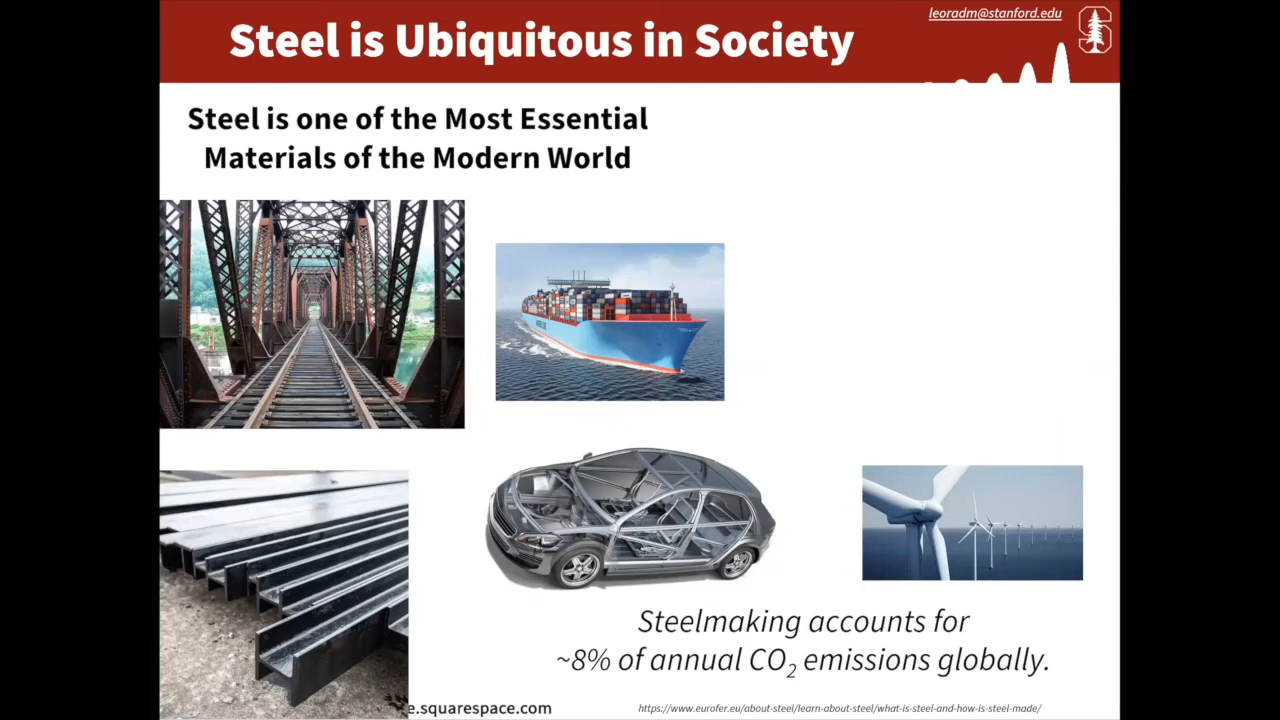 leoradm@stanford.edu
Steel is Ubiquitous in Society
Steel is one of the Most Essential
Materials of the Modern World
Steelmaking accounts for
~8% of annual CO₂ emissions globally.
e.squarespace.com
https://www.eurofer.eu/about-steel/learn-about-steel/what-is-steel-and-how-is-steel-made/